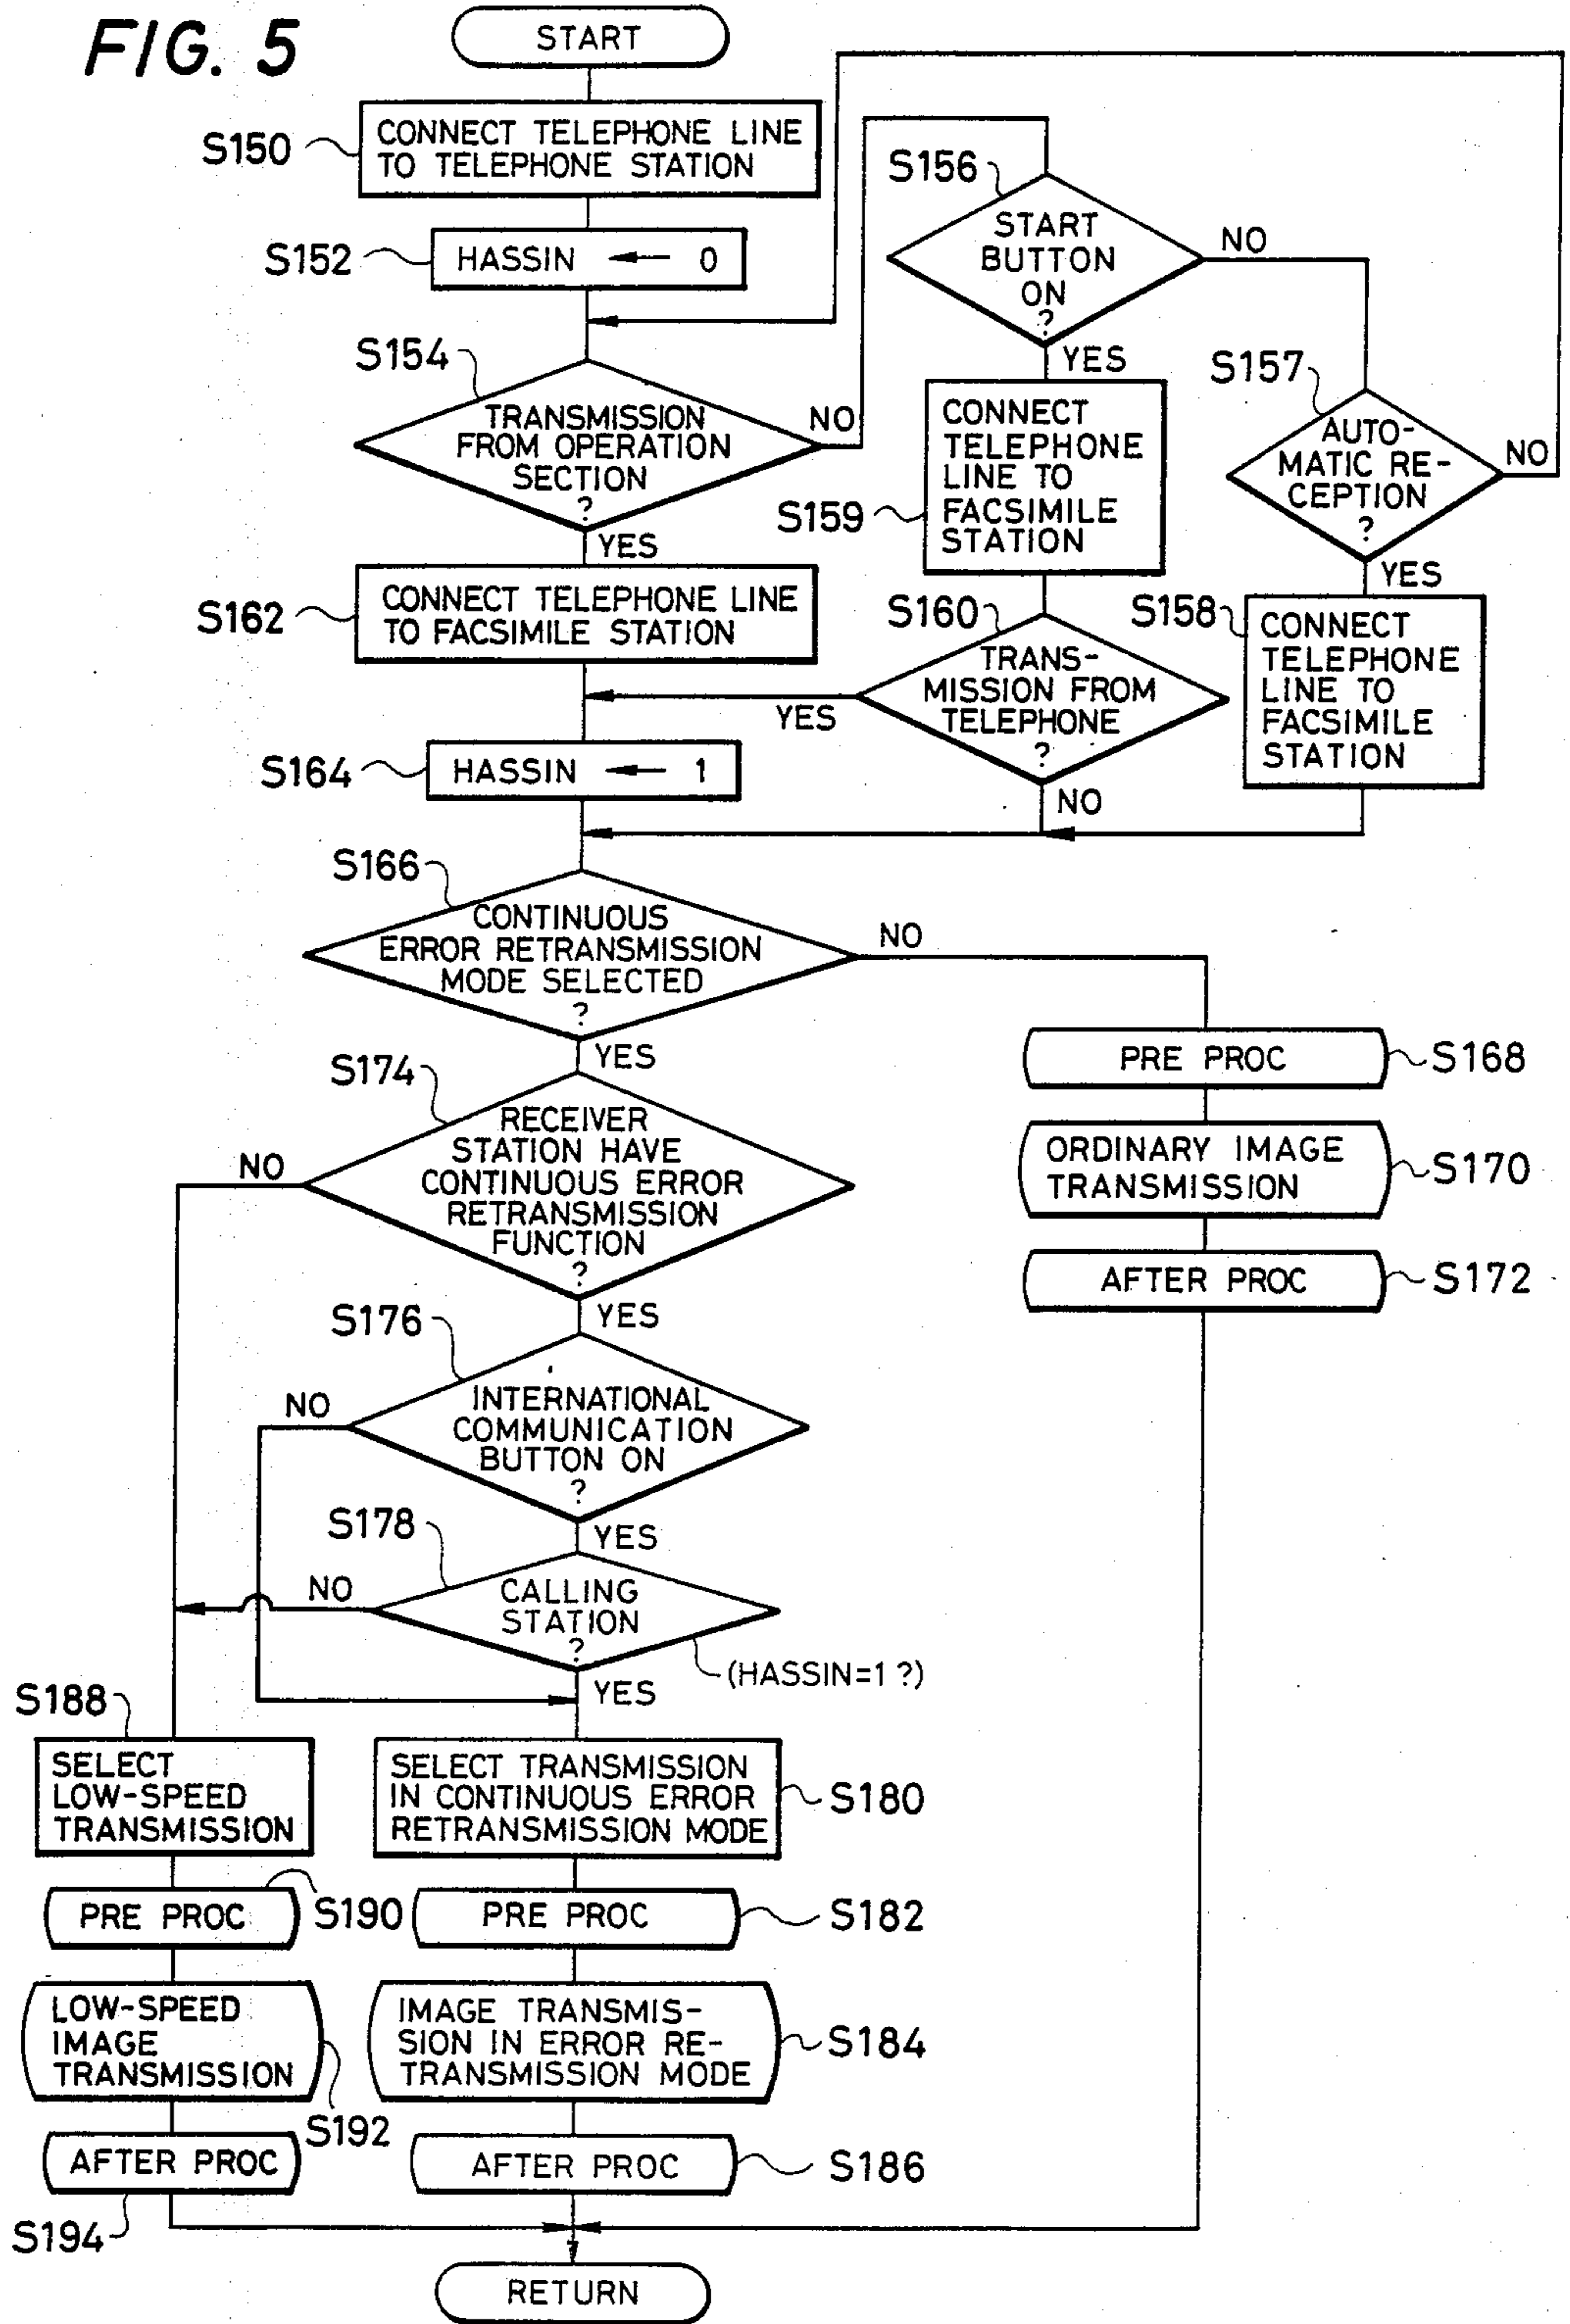 FIG. 5
START
S150
CONNECT TELEPHONE LINE
TO TELEPHONE STATION
S152
HASSIN ← 0
S154
TRANSMISSION
FROM OPERATION
SECTION
?
NO
YES
S156
START
BUTTON
ON
?
NO
YES
S157
AUTO-
MATIC RE-
CEPTION
?
NO
YES
S159
CONNECT
TELEPHONE
LINE TO
FACSIMILE
STATION
S158
CONNECT
TELEPHONE
LINE TO
FACSIMILE
STATION
S160
TRANS-
MISSION FROM
TELEPHONE
?
YES
NO
S162
CONNECT TELEPHONE LINE
TO FACSIMILE STATION
S164
HASSIN ← 1
S166
CONTINUOUS
ERROR RETRANSMISSION
MODE SELECTED
?
NO
YES
PRE PROC
S168
ORDINARY IMAGE
TRANSMISSION
S170
AFTER PROC
S172
S174
RECEIVER
STATION HAVE
CONTINUOUS ERROR
RETRANSMISSION
FUNCTION
?
NO
YES
S176
INTERNATIONAL
COMMUNICATION
BUTTON ON
?
NO
YES
S178
CALLING
STATION
?
NO
YES
(HASSIN=1 ?)
S188
SELECT
LOW-SPEED
TRANSMISSION
SELECT TRANSMISSION
IN CONTINUOUS ERROR
RETRANSMISSION MODE
S180
PRE PROC
S190
PRE PROC
S182
LOW-SPEED
IMAGE
TRANSMISSION
S192
IMAGE TRANSMIS-
SION IN ERROR RE-
TRANSMISSION MODE
S184
AFTER PROC
S194
AFTER PROC
S186
RETURN